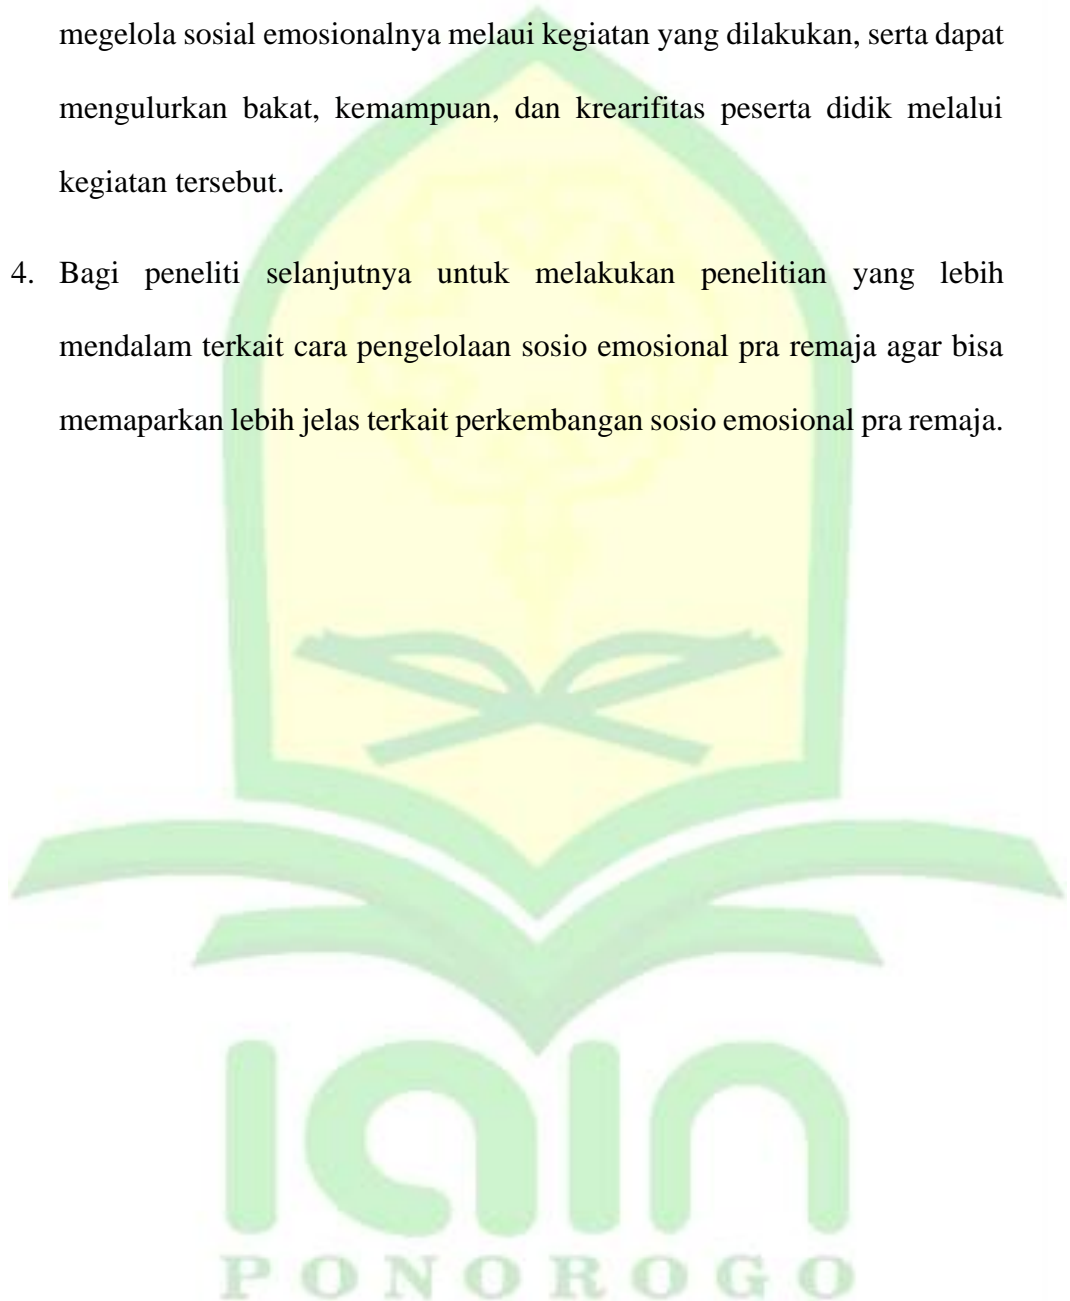 megelola sosial emosionalnya melaui kegiatan yang dilakukan, serta dapat
mengulurkan bakat, kemampuan, dan krearifitas peserta didik melalui
kegiatan tersebut.
4. Bagi peneliti selanjutnya untuk melakukan penelitian yang lebih
mendalam terkait cara pengelolaan sosio emosional pra remaja agar bisa
memaparkan lebih jelas terkait perkembangan sosio emosional pra remaja.
iain
PONOROGO